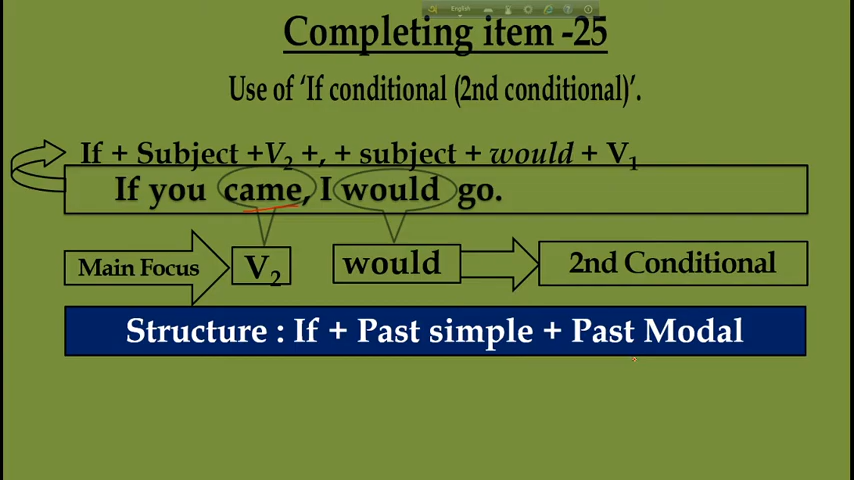 English
Completing item -25
Use of ‘If conditional (2nd conditional)’.
If + Subject +V₂ +, + subject + would + V₁
If you came, I would go.
Main Focus V₂ would 2nd Conditional
Structure : If + Past simple + Past Modal